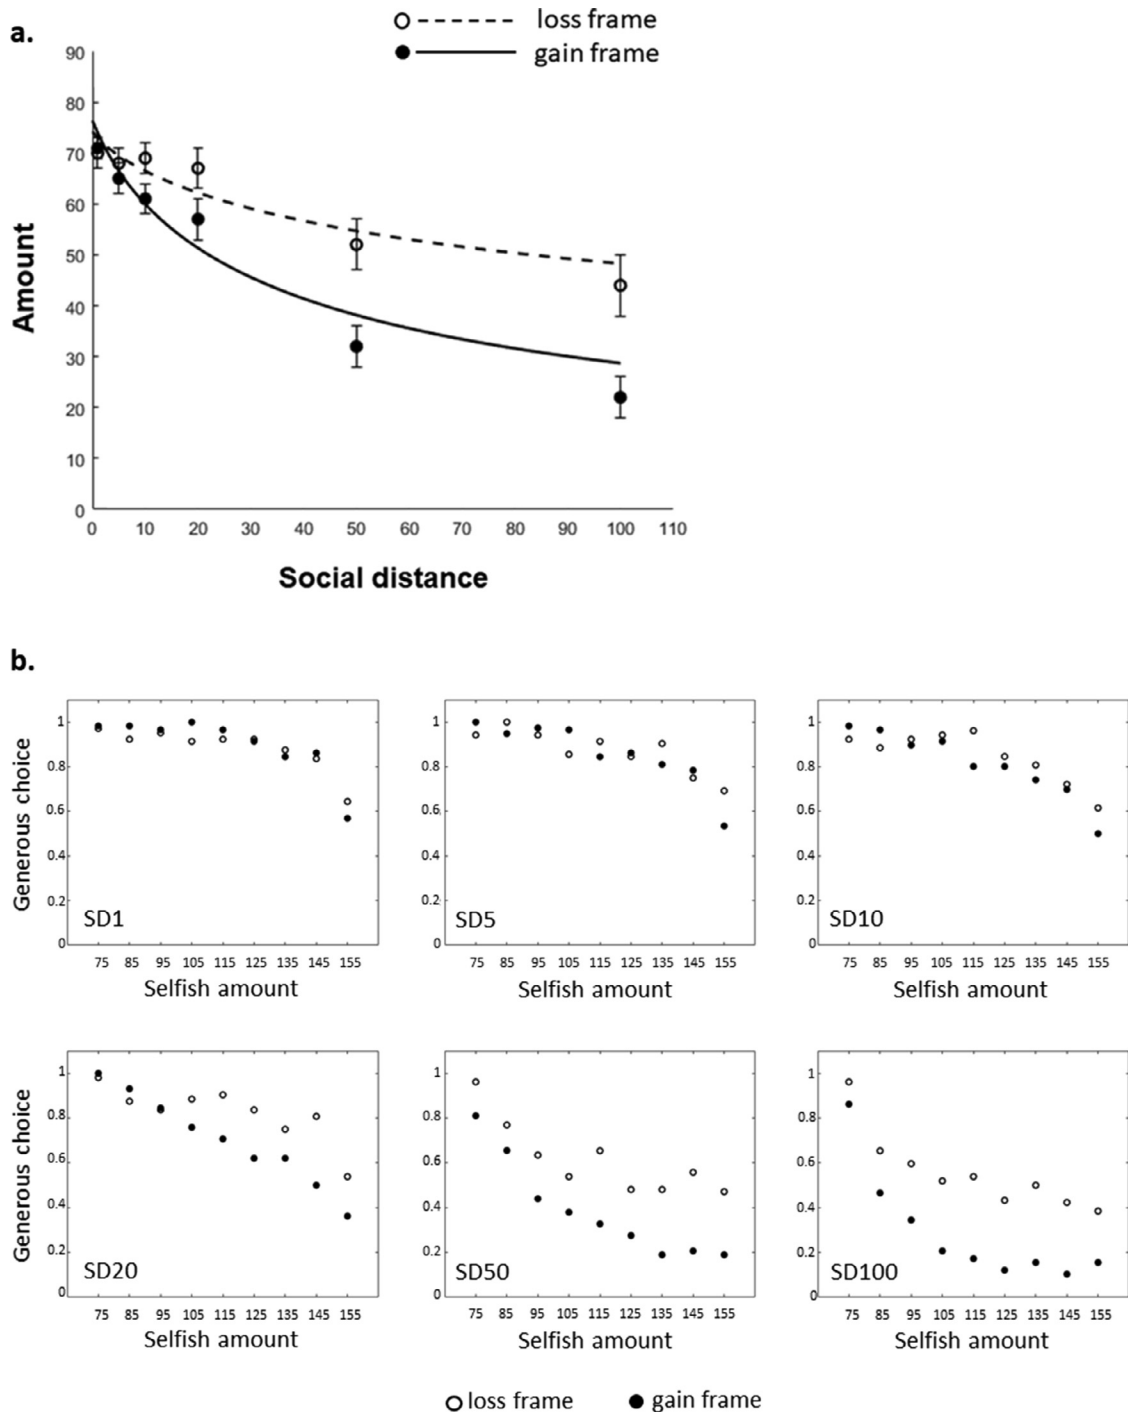 a.
loss frame
gain frame
90
80
70
60
50
40
30
20
10
0
Amount
0 10 20 30 40 50 60 70 80 90 100 110
Social distance
b.
Generous choice
1
0.8
0.6
0.4
0.2
0
SD1
75 85 95 105 115 125 135 145 155
Selfish amount
1
0.8
0.6
0.4
0.2
0
SD5
75 85 95 105 115 125 135 145 155
Selfish amount
1
0.8
0.6
0.4
0.2
0
SD10
75 85 95 105 115 125 135 145 155
Selfish amount
Generous choice
1
0.8
0.6
0.4
0.2
0
SD20
75 85 95 105 115 125 135 145 155
Selfish amount
1
0.8
0.6
0.4
0.2
0
SD50
75 85 95 105 115 125 135 145 155
Selfish amount
1
0.8
0.6
0.4
0.2
0
SD100
75 85 95 105 115 125 135 145 155
Selfish amount
loss frame gain frame